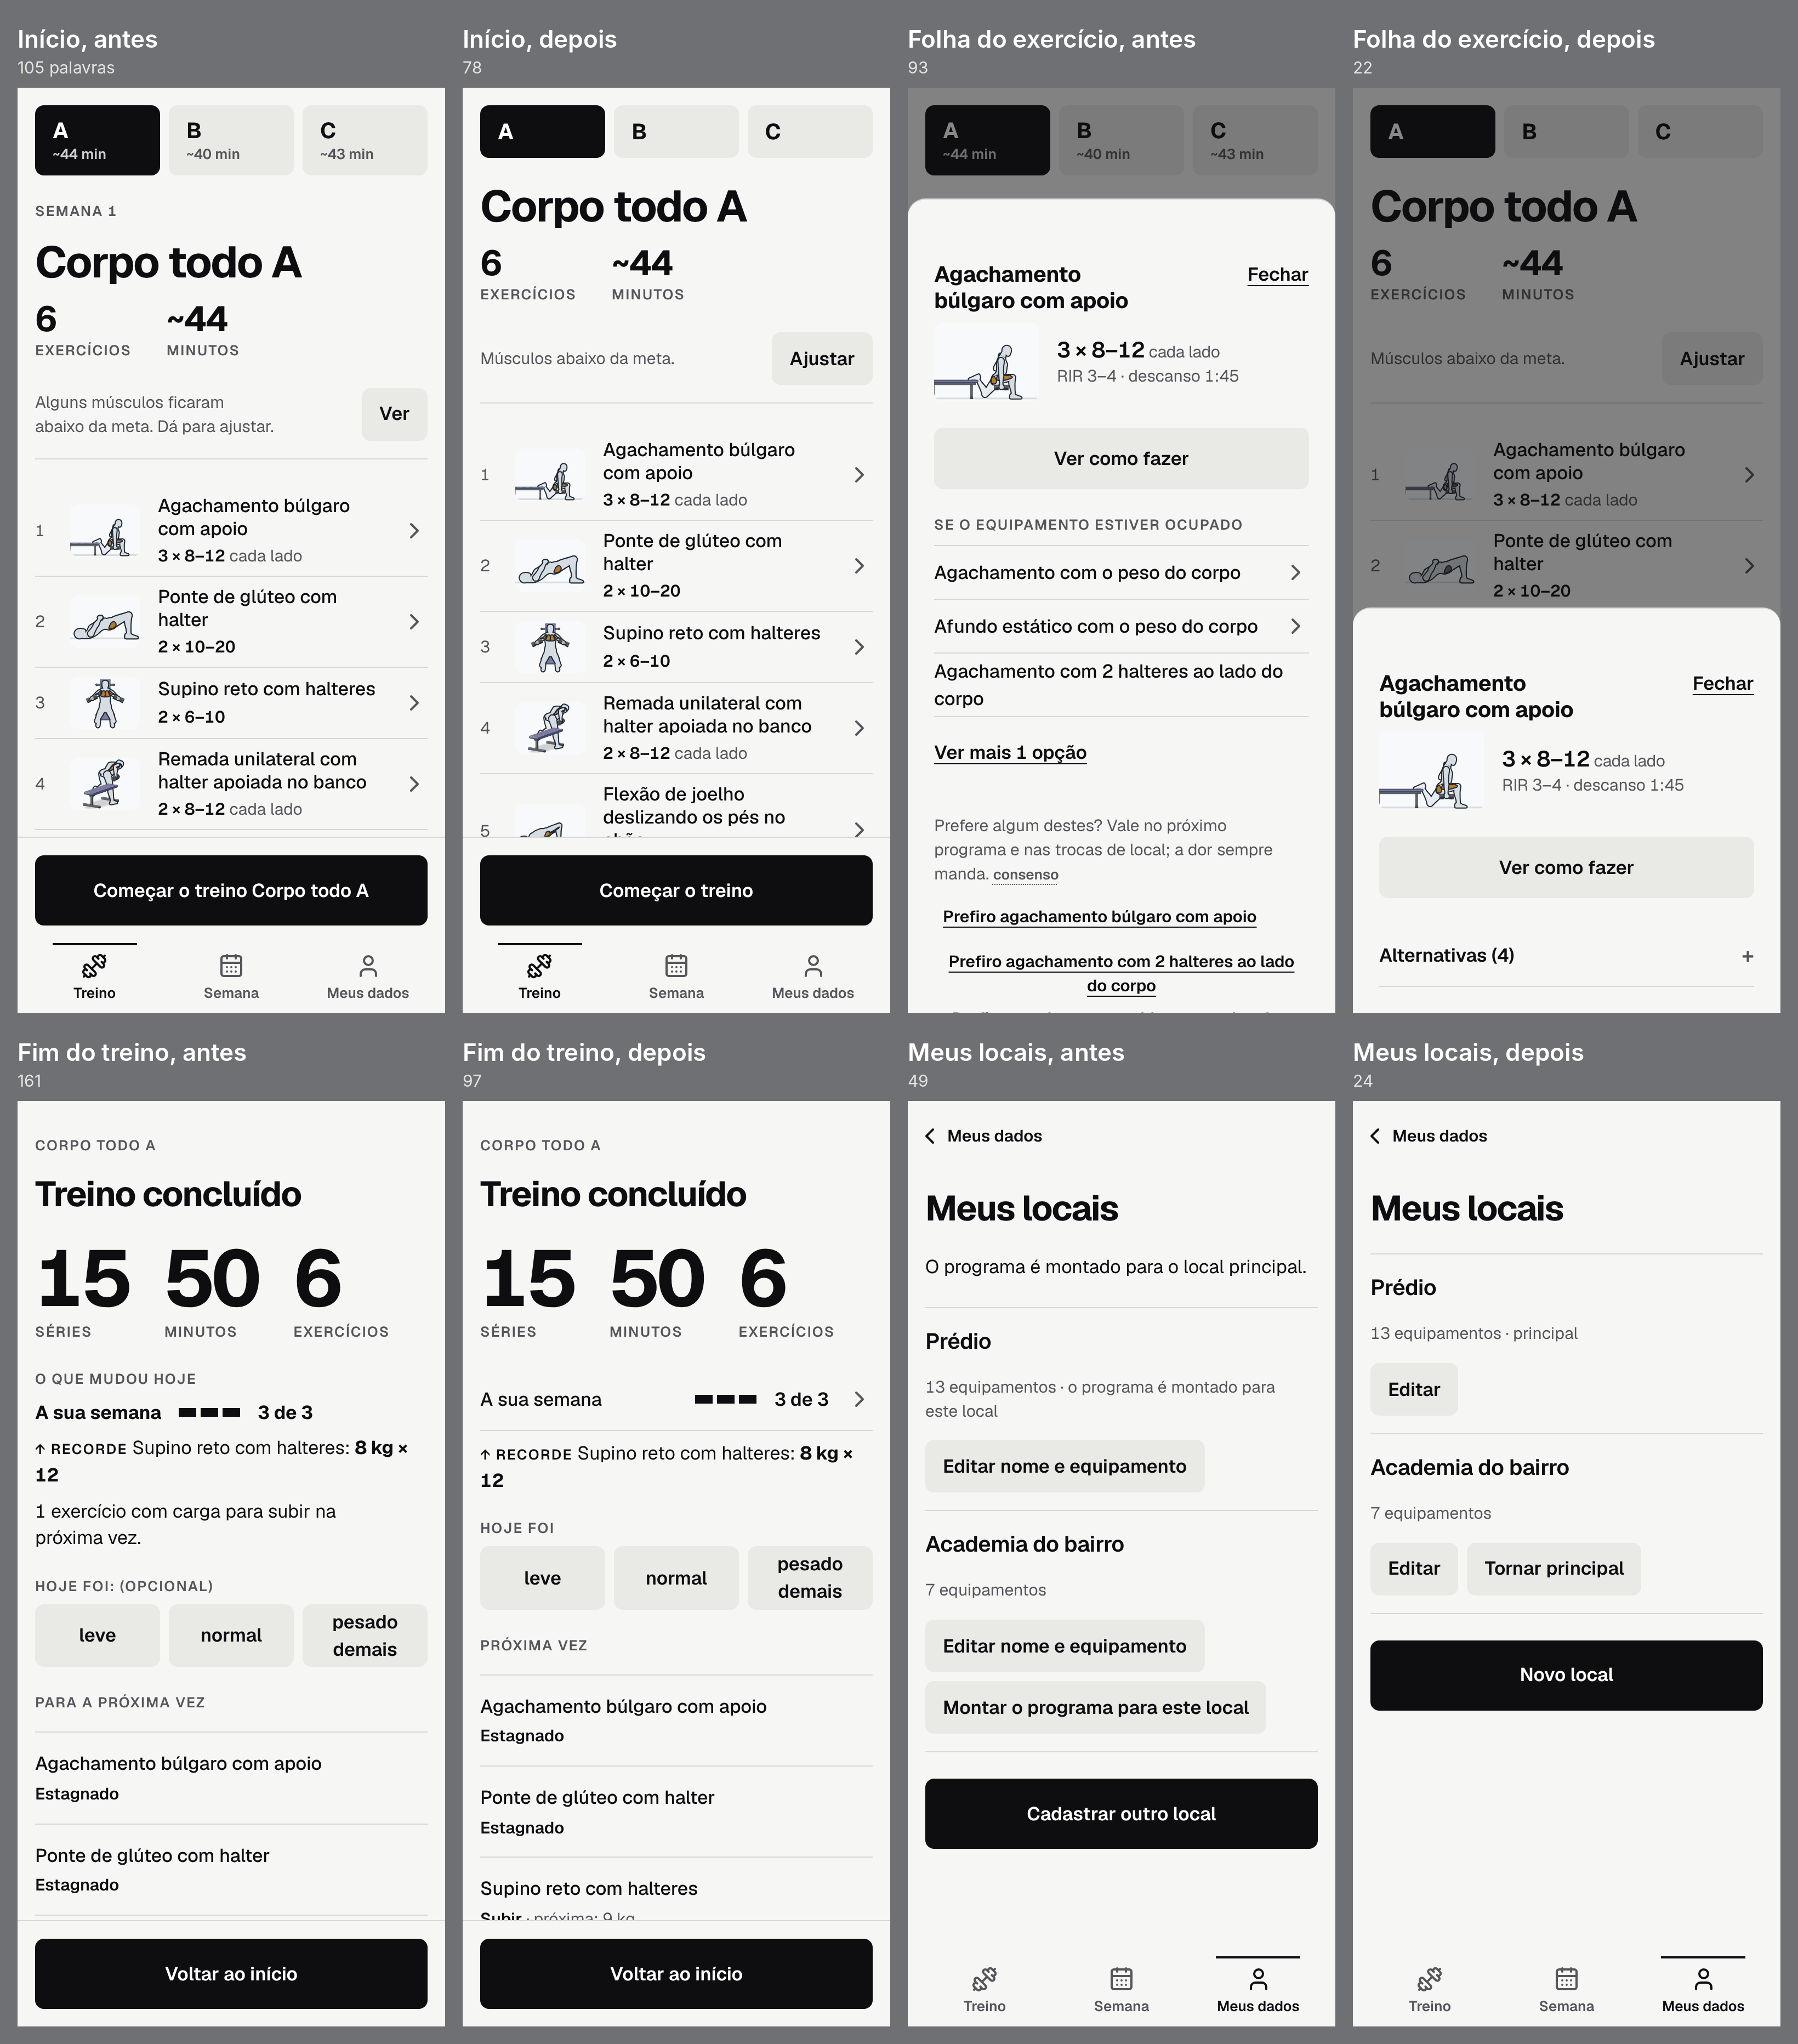 Início, antes
105 palavras
A
~44 min
B
~40 min
C
~43 min
SEMANA 1
Corpo todo A
6
EXERCÍCIOS
~44
MINUTOS
Alguns músculos ficaram
abaixo da meta. Dá para ajustar.
Ver
1
Agachamento búlgaro
com apoio
3 × 8–12 cada lado
2
Ponte de glúteo com
halter
2 × 10–20
3
Supino reto com halteres
2 × 6–10
4
Remada unilateral com
halter apoiada no banco
2 × 8–12 cada lado
Começar o treino Corpo todo A
Treino
Semana
Meus dados
Início, depois
78
A
B
C
Corpo todo A
6
EXERCÍCIOS
~44
MINUTOS
Músculos abaixo da meta.
Ajustar
1
Agachamento búlgaro
com apoio
3 × 8–12 cada lado
2
Ponte de glúteo com
halter
2 × 10–20
3
Supino reto com halteres
2 × 6–10
4
Remada unilateral com
halter apoiada no banco
2 × 8–12 cada lado
5
Flexão de joelho
deslizando os pés no
Começar o treino
Treino
Semana
Meus dados
Folha do exercício, antes
93
A
~44 min
B
~40 min
C
~43 min
Agachamento
búlgaro com apoio
Fechar
3 × 8–12 cada lado
RIR 3–4 · descanso 1:45
Ver como fazer
SE O EQUIPAMENTO ESTIVER OCUPADO
Agachamento com o peso do corpo
Afundo estático com o peso do corpo
Agachamento com 2 halteres ao lado do
corpo
Ver mais 1 opção
Prefere algum destes? Vale no próximo
programa e nas trocas de local; a dor sempre
manda. consenso
Prefiro agachamento búlgaro com apoio
Prefiro agachamento com 2 halteres ao lado
do corpo
Folha do exercício, depois
22
A
B
C
Corpo todo A
6
EXERCÍCIOS
~44
MINUTOS
Músculos abaixo da meta.
Ajustar
1
Agachamento búlgaro
com apoio
3 × 8–12 cada lado
2
Ponte de glúteo com
halter
2 × 10–20
Agachamento
búlgaro com apoio
Fechar
3 × 8–12 cada lado
RIR 3–4 · descanso 1:45
Ver como fazer
Alternativas (4)
+
Fim do treino, antes
161
CORPO TODO A
Treino concluído
15
SÉRIES
50
MINUTOS
6
EXERCÍCIOS
O QUE MUDOU HOJE
A sua semana
3 de 3
↑ RECORDE Supino reto com halteres: 8 kg ×
12
1 exercício com carga para subir na
próxima vez.
HOJE FOI: (OPCIONAL)
leve
normal
pesado
demais
PARA A PRÓXIMA VEZ
Agachamento búlgaro com apoio
Estagnado
Ponte de glúteo com halter
Estagnado
Voltar ao início
Fim do treino, depois
97
CORPO TODO A
Treino concluído
15
SÉRIES
50
MINUTOS
6
EXERCÍCIOS
A sua semana
3 de 3
↑ RECORDE Supino reto com halteres: 8 kg ×
12
HOJE FOI
leve
normal
pesado
demais
PRÓXIMA VEZ
Agachamento búlgaro com apoio
Estagnado
Ponte de glúteo com halter
Estagnado
Supino reto com halteres
Subir · próxima: 9 kg
Voltar ao início
Meus locais, antes
49
Meus dados
Meus locais
O programa é montado para o local principal.
Prédio
13 equipamentos · o programa é montado para
este local
Editar nome e equipamento
Academia do bairro
7 equipamentos
Editar nome e equipamento
Montar o programa para este local
Cadastrar outro local
Treino
Semana
Meus dados
Meus locais, depois
24
Meus dados
Meus locais
Prédio
13 equipamentos · principal
Editar
Academia do bairro
7 equipamentos
Editar
Tornar principal
Novo local
Treino
Semana
Meus dados